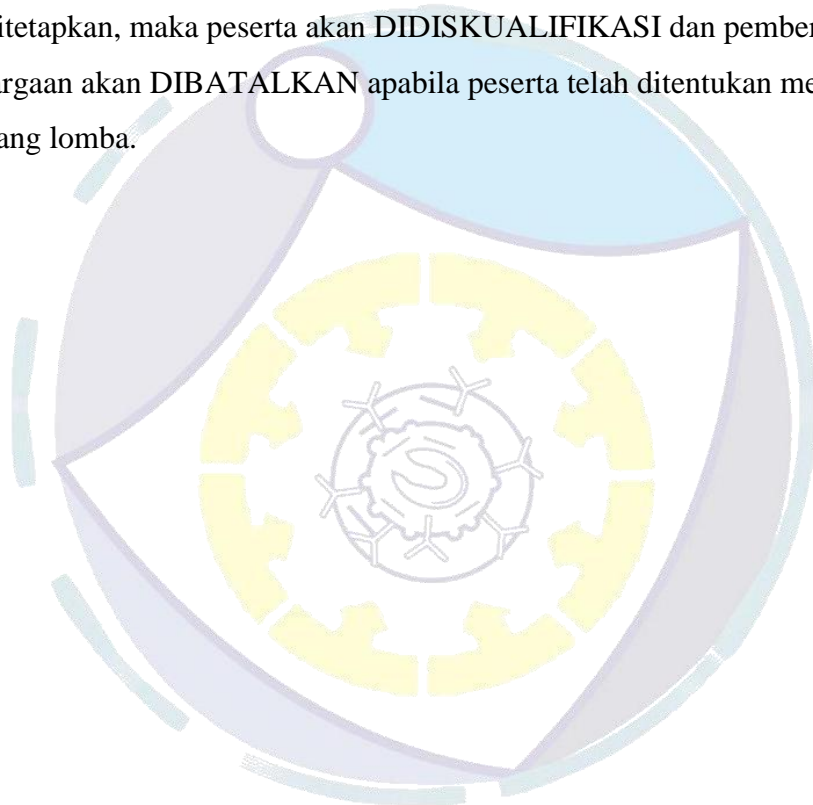 itetapkan, maka peserta akan DIDISKUALIFIKASI dan pember
rgaan akan DIBATALKAN apabila peserta telah ditentukan me
ang lomba.